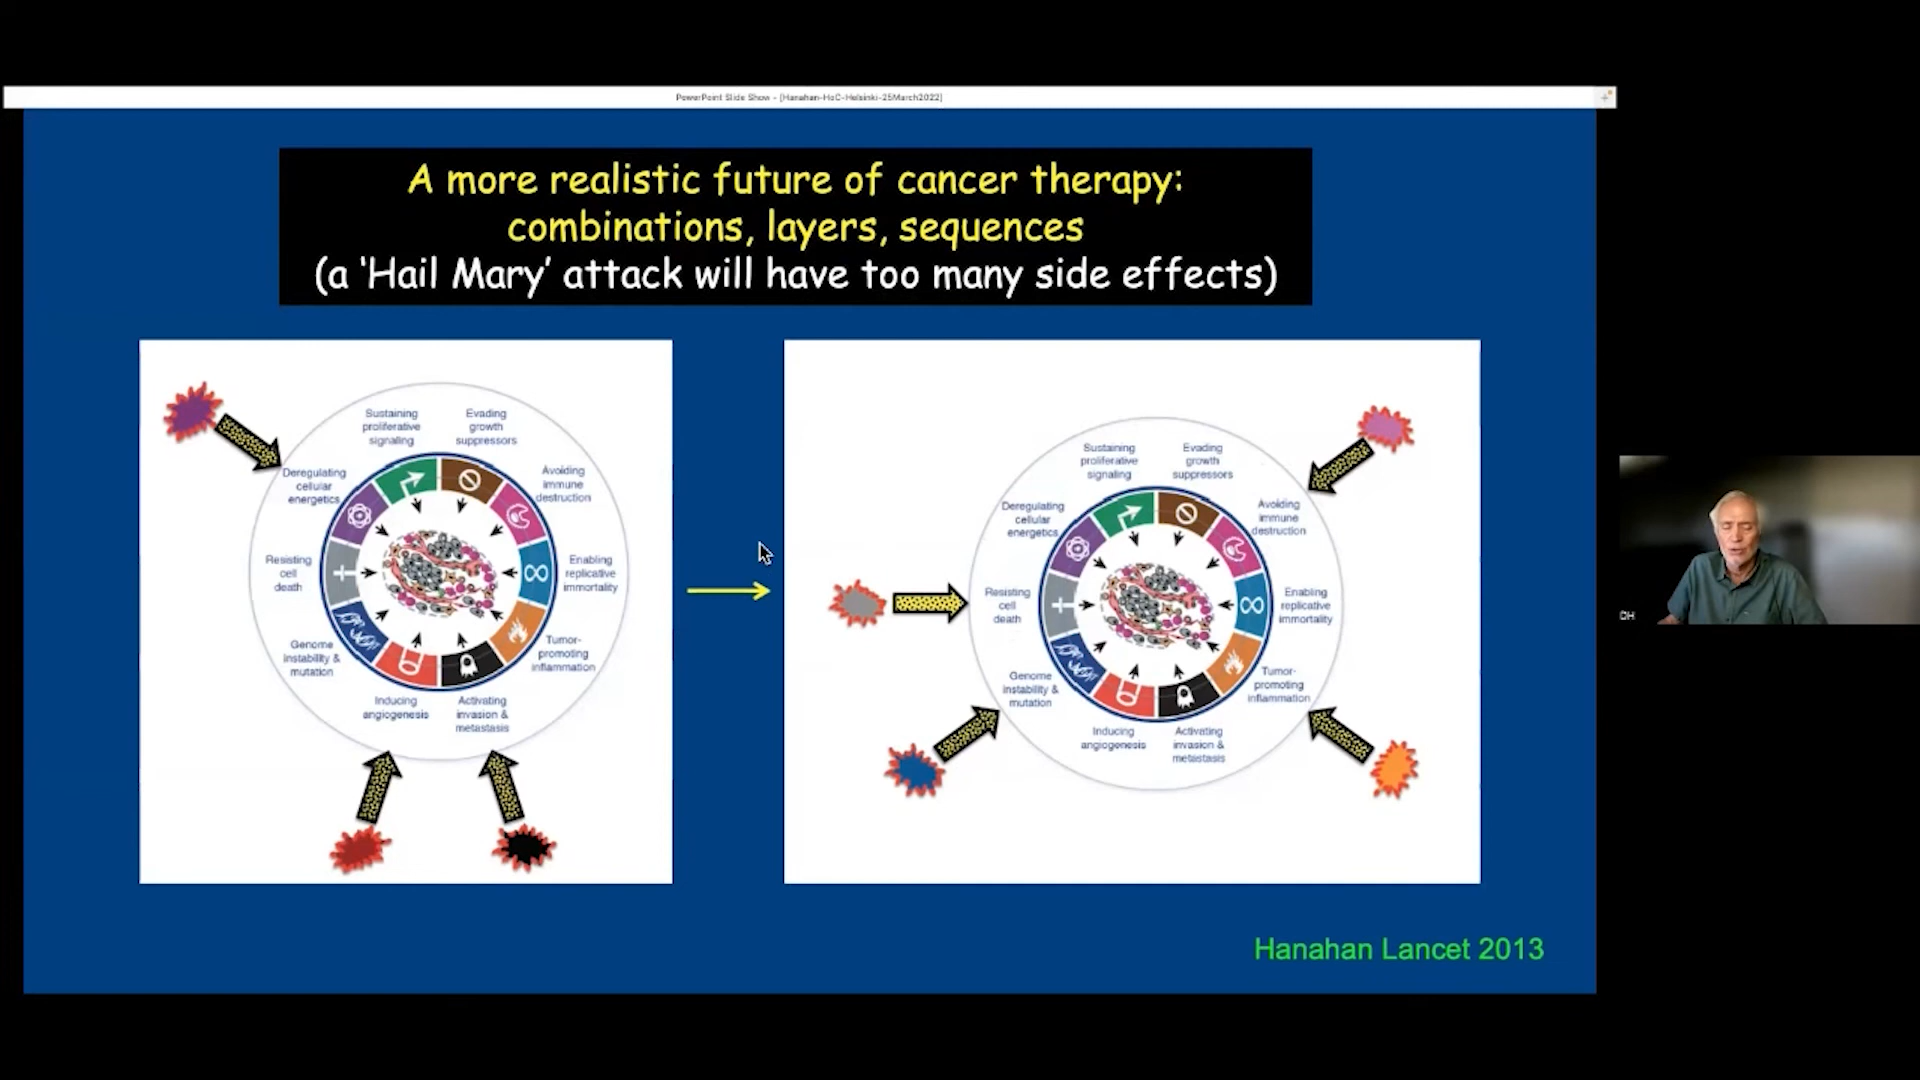 PowerPoint Slide Show - [Hanahan-HoC-Helsinki-25March2022]
A more realistic future of cancer therapy:
combinations, layers, sequences
(a ‘Hail Mary’ attack will have too many side effects)
Sustaining
proliferative
signaling
Evading
growth
suppressors
Deregulating
cellular
energetics
Avoiding
immune
destruction
Resisting
cell
death
Enabling
replicative
immortality
Genome
instability &
mutation
Tumor-
promoting
inflammation
Inducing
angiogenesis
Activating
invasion &
metastasis
Sustaining
proliferative
signaling
Evading
growth
suppressors
Deregulating
cellular
energetics
Avoiding
immune
destruction
Resisting
cell
death
Enabling
replicative
immortality
Genome
instability &
mutation
Tumor-
promoting
inflammation
Inducing
angiogenesis
Activating
invasion &
metastasis
Hanahan Lancet 2013
DH